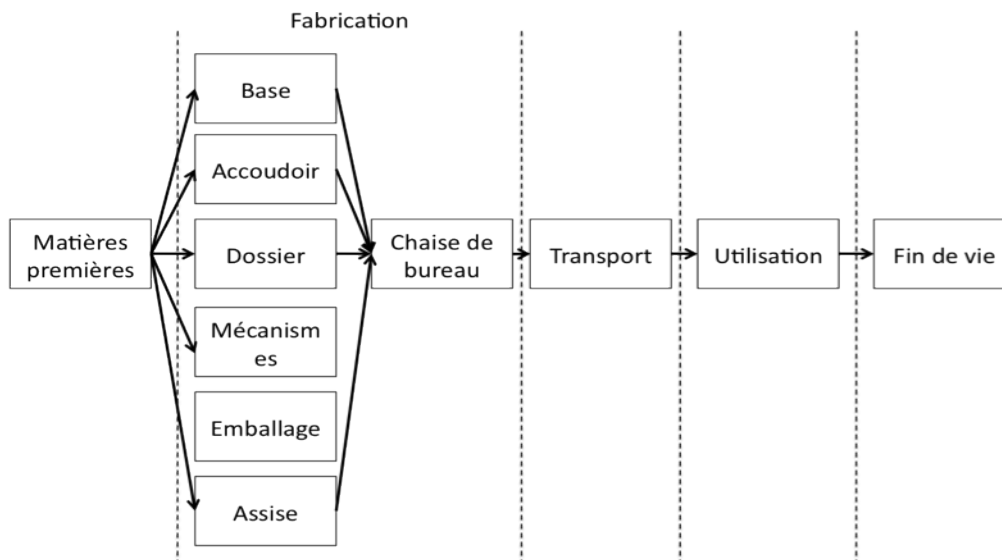 Fabrication
Base
Accoudoir
Matières
premières
Dossier
Chaise de
bureau
Transport
Utilisation
Fin de vie
Mécanism
es
Emballage
Assise